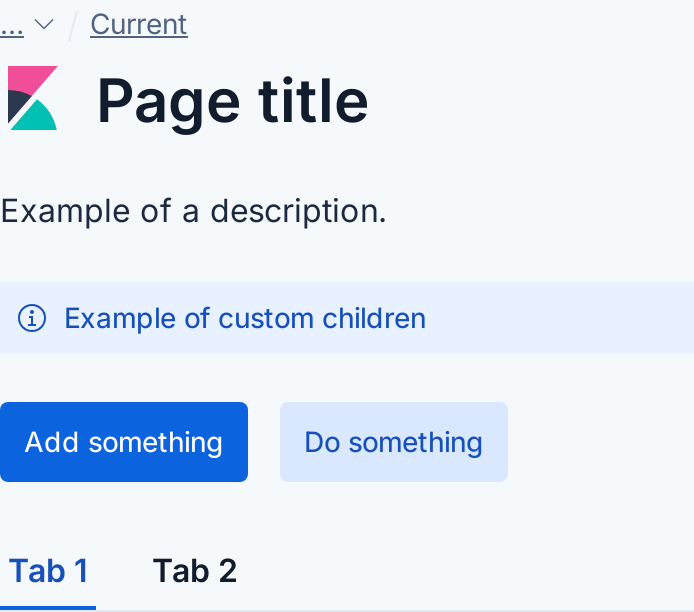 ... / Current
Page title
Example of a description.
Example of custom children
Add something Do something
Tab 1 Tab 2